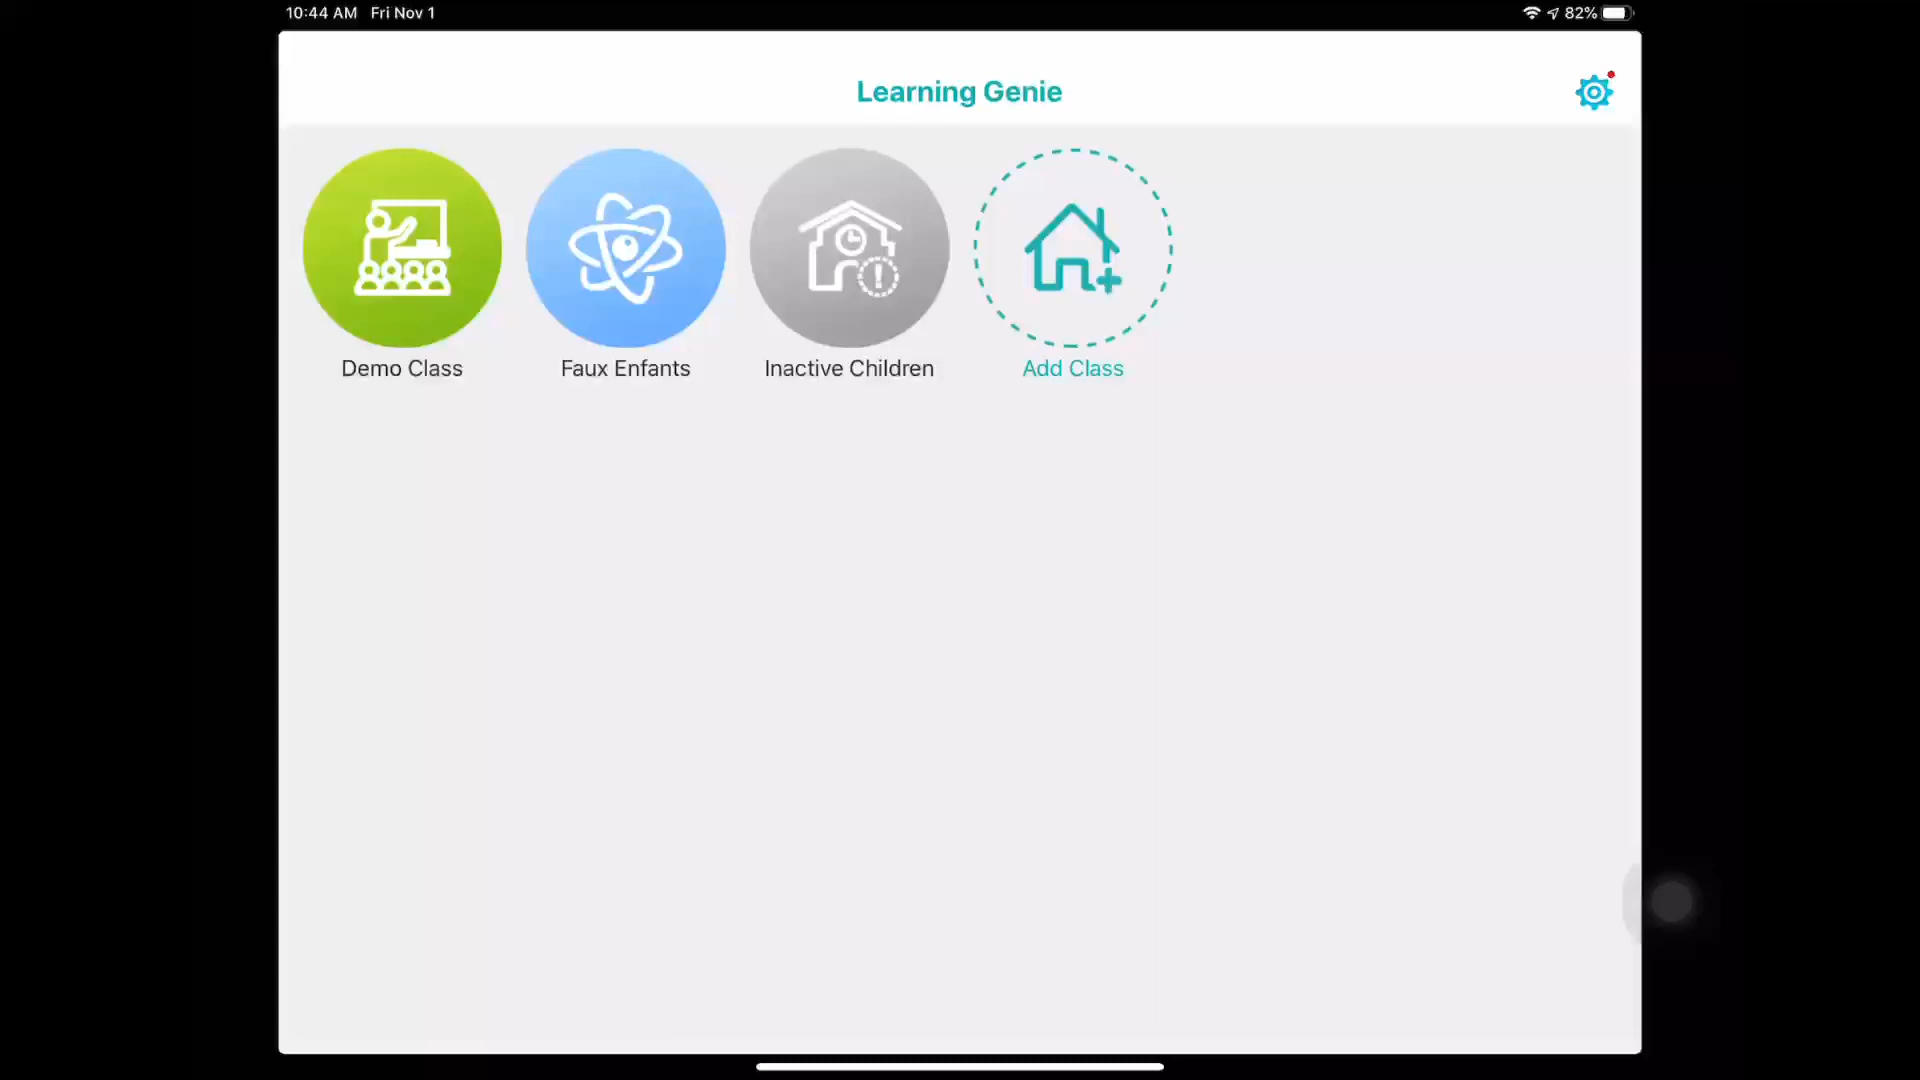 10:44 AM Fri Nov 1
82%
Learning Genie
Demo Class
Faux Enfants
Inactive Children
Add Class